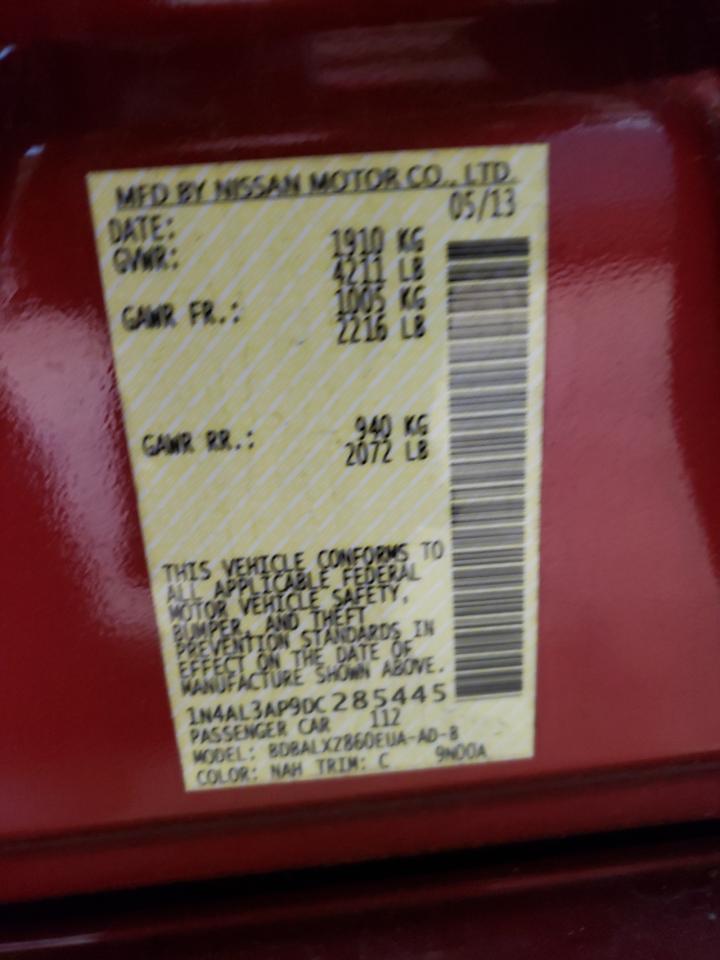 MFD BY NISSAN MOTOR CO., LTD.
DATE: 05/13
GVWR: 1910 KG
4211 LB
GAWR FR.: 1005 KG
2216 LB
GAWR RR.: 940 KG
2072 LB
THIS VEHICLE CONFORMS TO
ALL APPLICABLE FEDERAL
MOTOR VEHICLE SAFETY,
BUMPER, AND THEFT
PREVENTION STANDARDS IN
EFFECT ON THE DATE OF
MANUFACTURE SHOWN ABOVE.
1N4AL3AP9DC285445
PASSENGER CAR 112
MODEL: BDBALXZ860EUA-AD-B
COLOR: NAH TRIM: C 9N00A